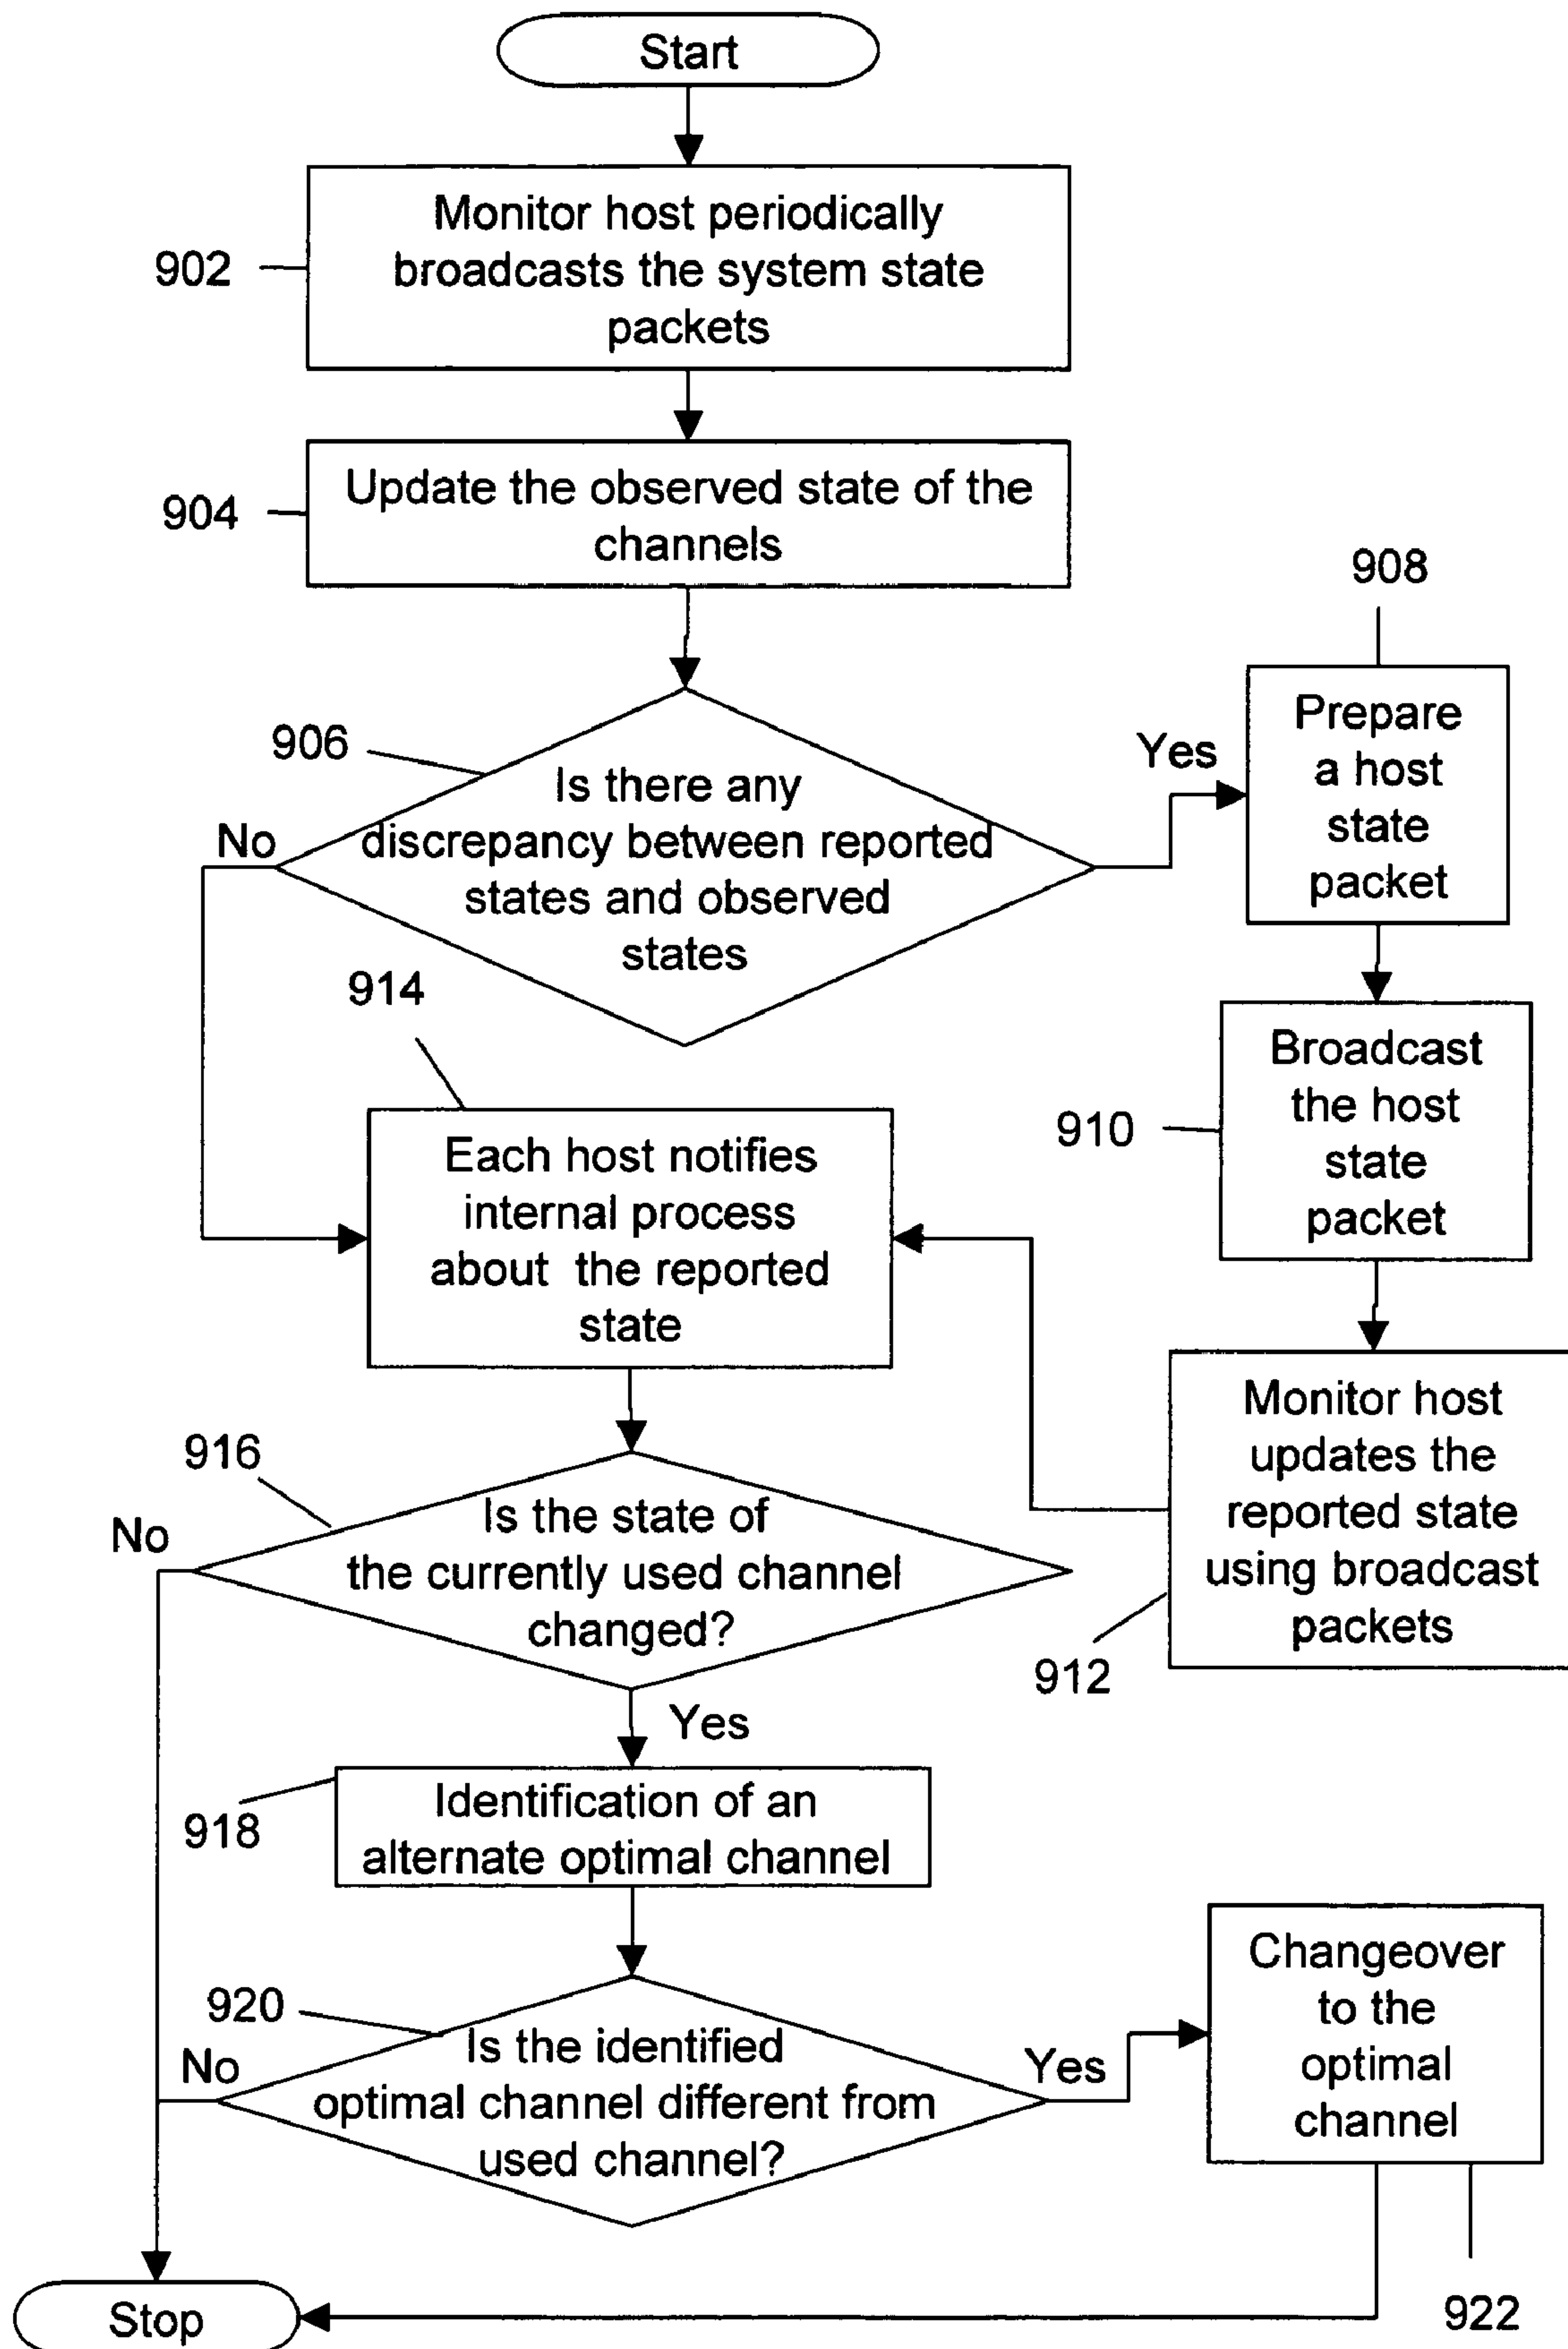 Start
Monitor host periodically
broadcasts the system state
packets
902
Update the observed state of the
channels
904
908
Prepare
a host
state
packet
906
Is there any
discrepancy between reported
states and observed
states
Yes
No
914
Broadcast
the host
state
packet
910
Each host notifies
internal process
about the reported
state
Monitor host
updates the
reported state
using broadcast
packets
912
916
Is the state of
the currently used channel
changed?
No
Yes
Identification of an
alternate optimal channel
918
920
Is the identified
optimal channel different from
used channel?
No
Yes
Changeover
to the
optimal
channel
922
Stop